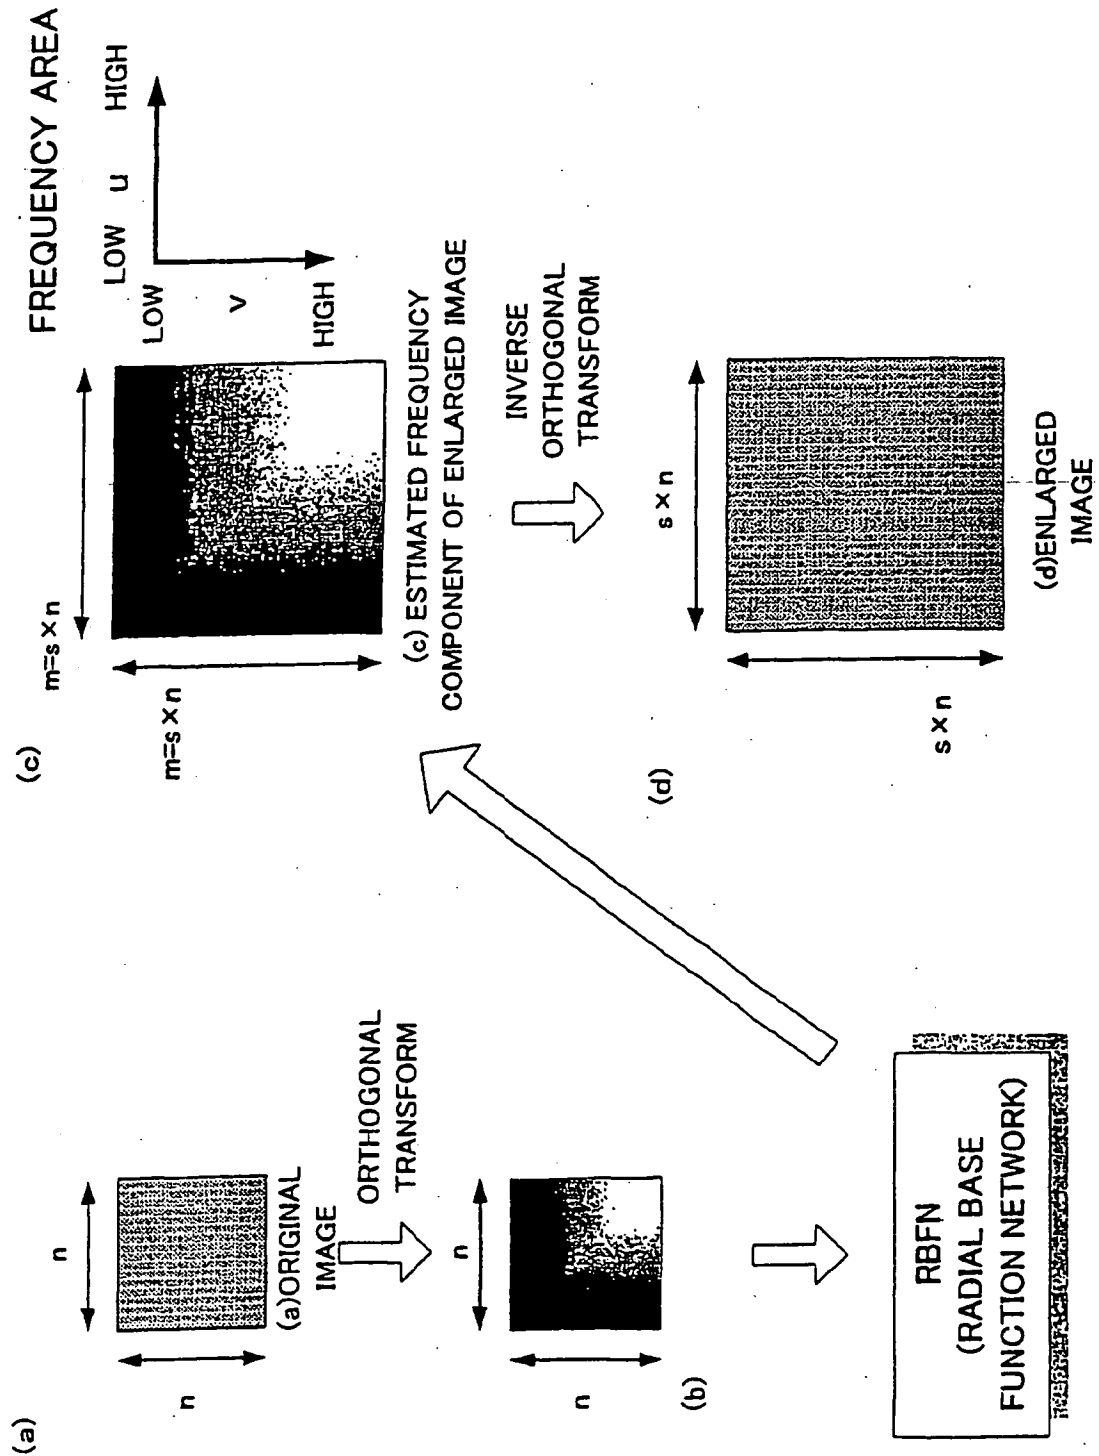 (a)
n
n
(a)ORIGINAL
IMAGE
ORTHOGONAL
TRANSFORM
n
n
(b)
RBFN
(RADIAL BASE
FUNCTION NETWORK)
(c)
m=s×n
m=s×n
FREQUENCY AREA
LOW u HIGH
LOW
v
HIGH
(c) ESTIMATED FREQUENCY
COMPONENT OF ENLARGED IMAGE
INVERSE
ORTHOGONAL
TRANSFORM
(d)
s×n
s×n
(d)ENLARGED
IMAGE